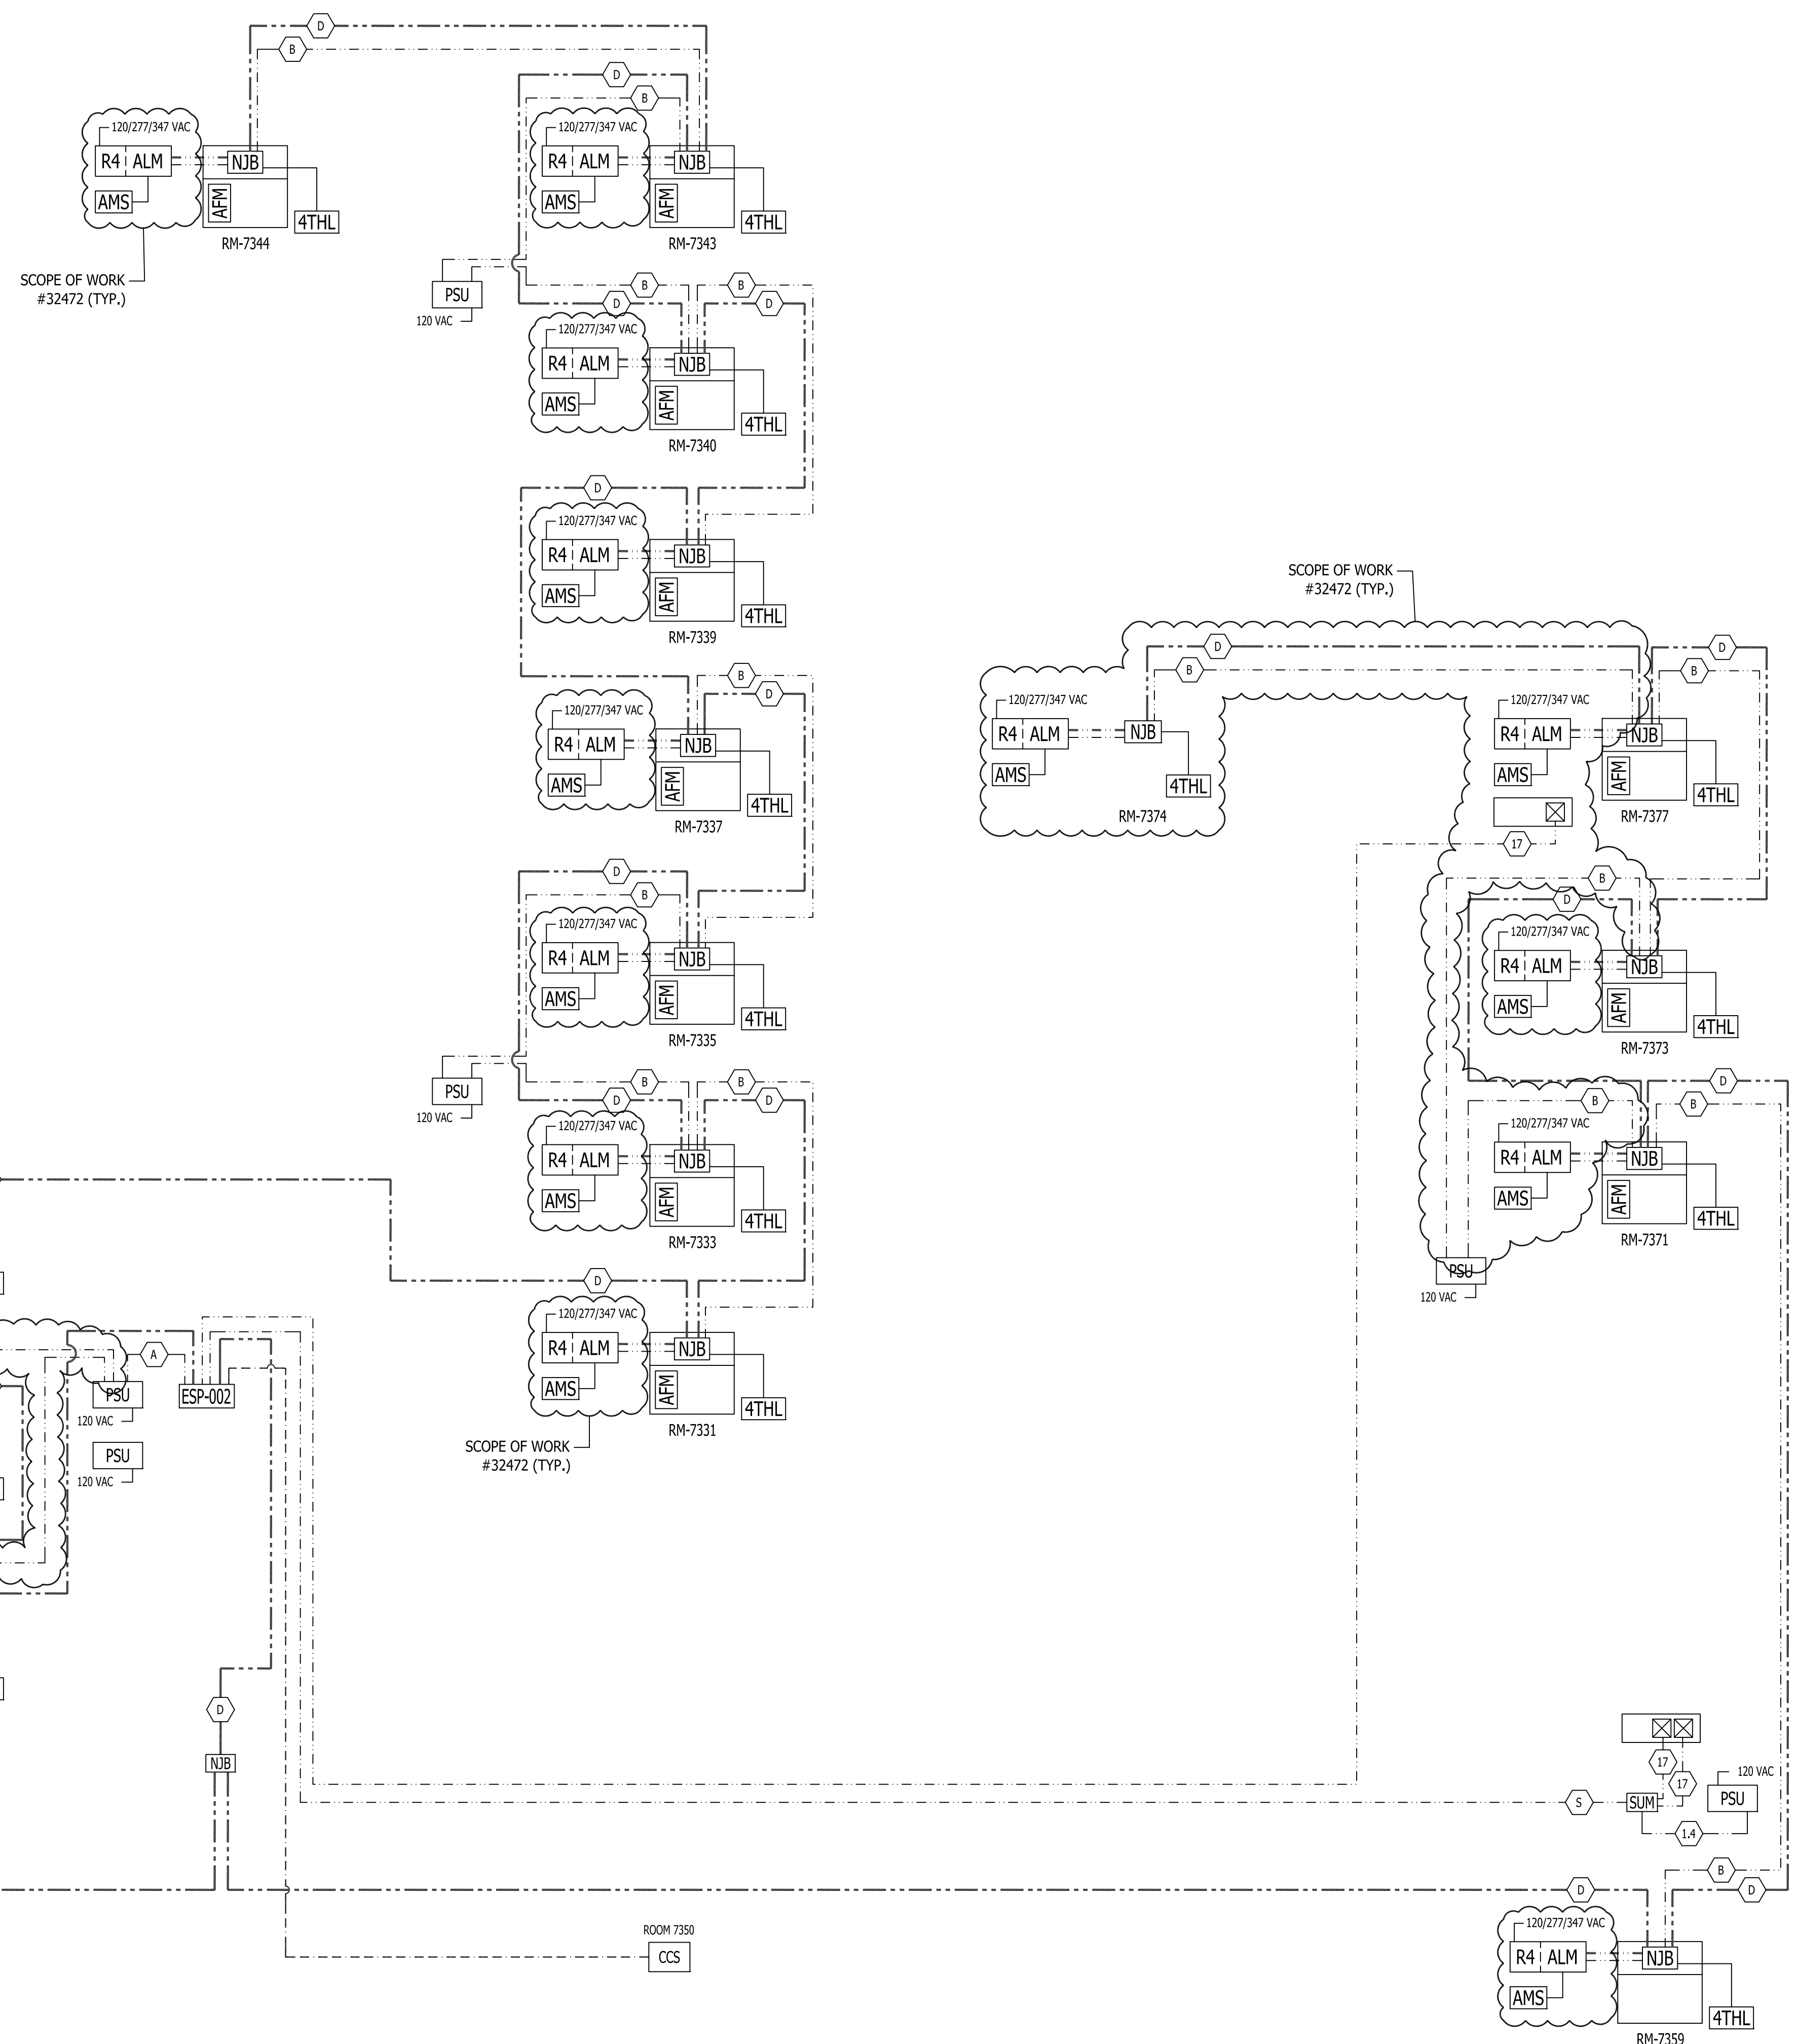 D
B
120/277/347 VAC
R4 ALM
NJB
AMS
AFM
4THL
RM-7344
SCOPE OF WORK
#32472 (TYP.)
D
B
120/277/347 VAC
R4 ALM
NJB
AMS
AFM
4THL
RM-7343
PSU
120 VAC
B
B
D
D
120/277/347 VAC
R4 ALM
NJB
AMS
AFM
4THL
RM-7340
D
120/277/347 VAC
R4 ALM
NJB
AMS
AFM
4THL
RM-7339
B
D
120/277/347 VAC
R4 ALM
NJB
AMS
AFM
4THL
RM-7337
D
B
120/277/347 VAC
R4 ALM
NJB
AMS
AFM
4THL
RM-7335
PSU
120 VAC
B
B
D
D
120/277/347 VAC
R4 ALM
NJB
AMS
AFM
4THL
RM-7333
D
120/277/347 VAC
R4 ALM
NJB
AMS
AFM
4THL
RM-7331
SCOPE OF WORK
#32472 (TYP.)
SCOPE OF WORK
#32472 (TYP.)
D
B
120/277/347 VAC
R4 ALM
NJB
AMS
4THL
RM-7374
D
B
120/277/347 VAC
R4 ALM
NJB
AMS
AFM
4THL
RM-7377
17
B
D
120/277/347 VAC
R4 ALM
NJB
AMS
AFM
4THL
RM-7373
D
B
B
120/277/347 VAC
R4 ALM
NJB
AMS
AFM
4THL
RM-7371
PSU
120 VAC
A
PSU
ESP-002
120 VAC
PSU
120 VAC
D
NJB
17
17
120 VAC
S
SUM
PSU
1.4
B
D
D
ROOM 7350
CCS
120/277/347 VAC
R4 ALM
NJB
AMS
4THL
RM-7359